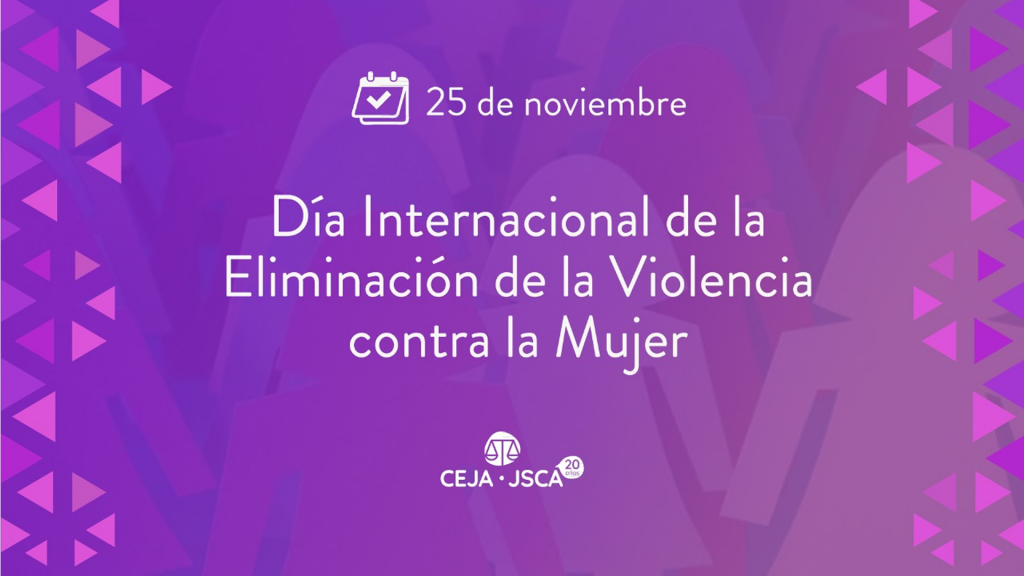 25 de noviembre
Día Internacional de la
Eliminación de la Violencia
contra la Mujer
CEJA · JSCA
20
años